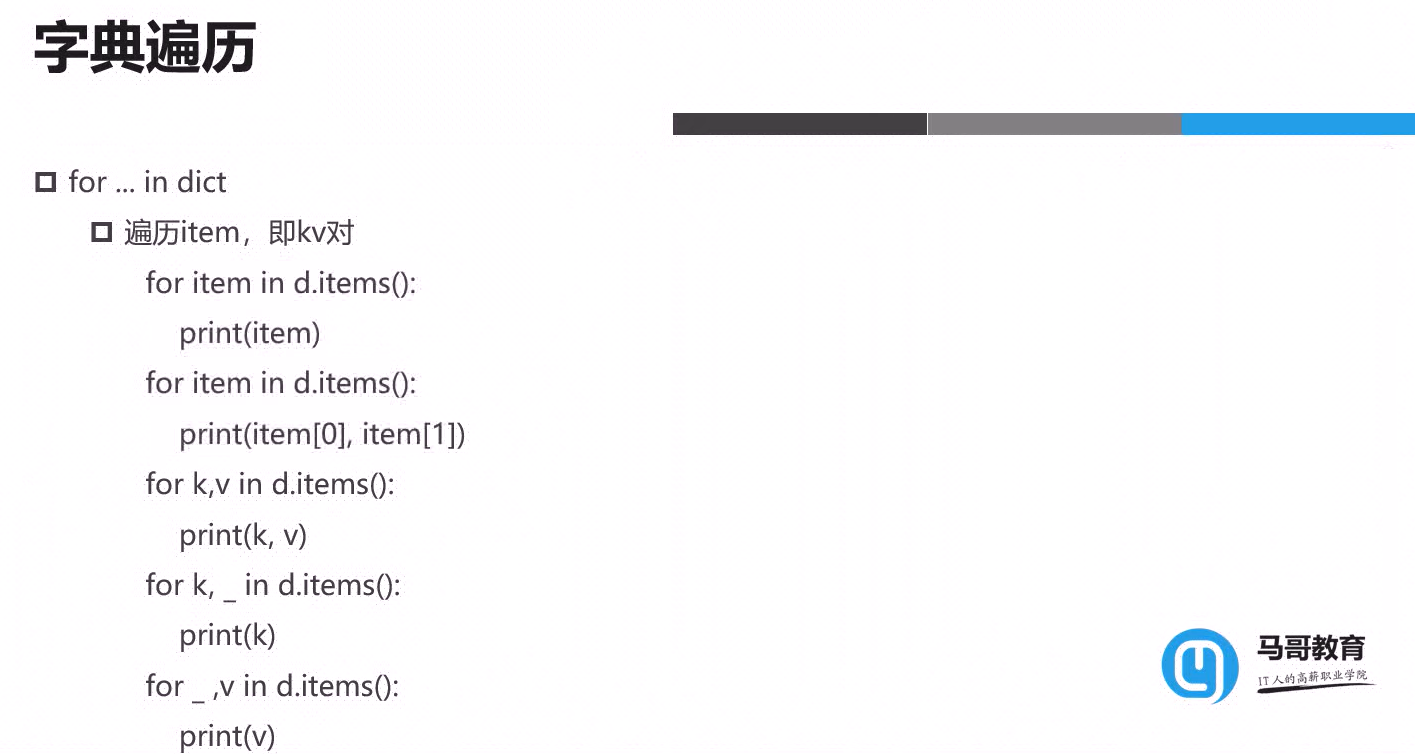 字典遍历
for ... in dict
遍历item，即kv对
for item in d.items():
print(item)
for item in d.items():
print(item[0], item[1])
for k,v in d.items():
print(k, v)
for k, _ in d.items():
print(k)
for _ ,v in d.items():
print(v)
马哥教育
IT人的高薪职业学院